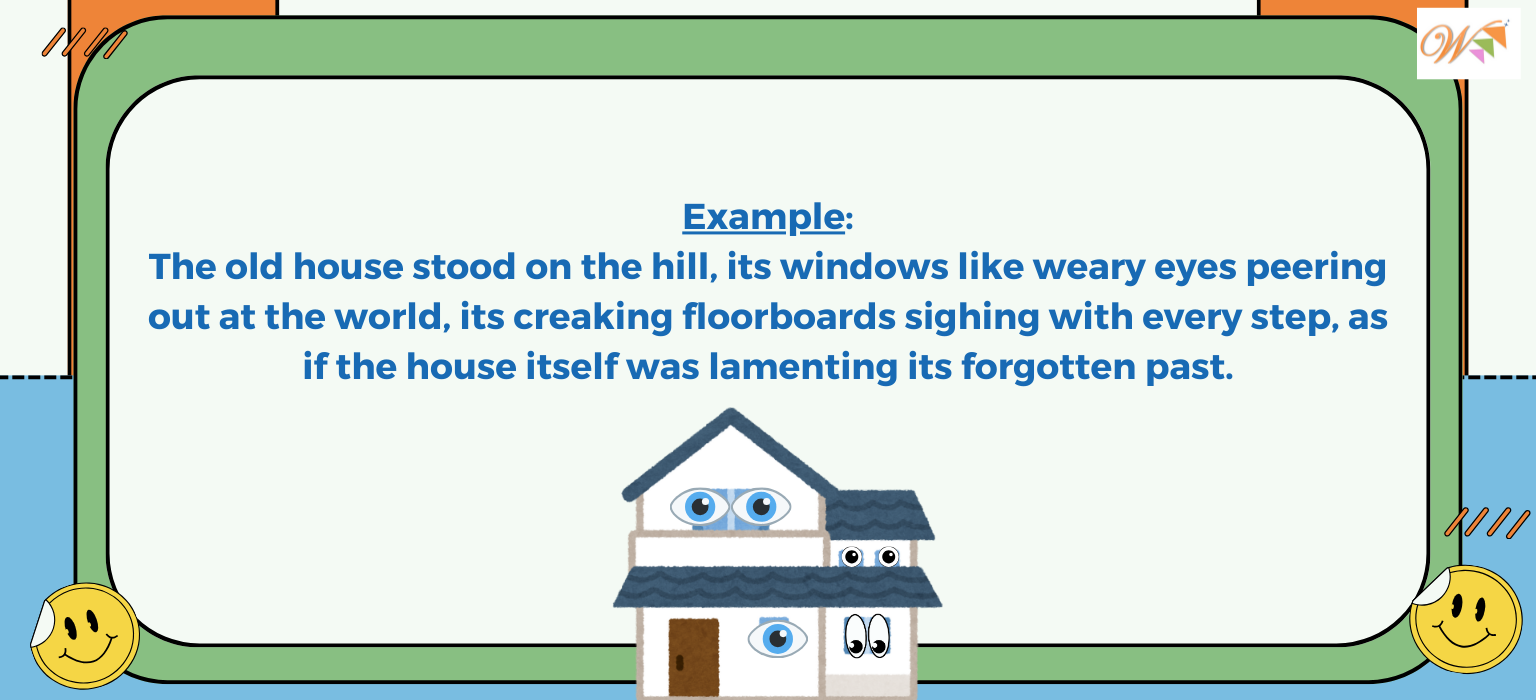 W
Example:
The old house stood on the hill, its windows like weary eyes peering
out at the world, its creaking floorboards sighing with every step, as
if the house itself was lamenting its forgotten past.